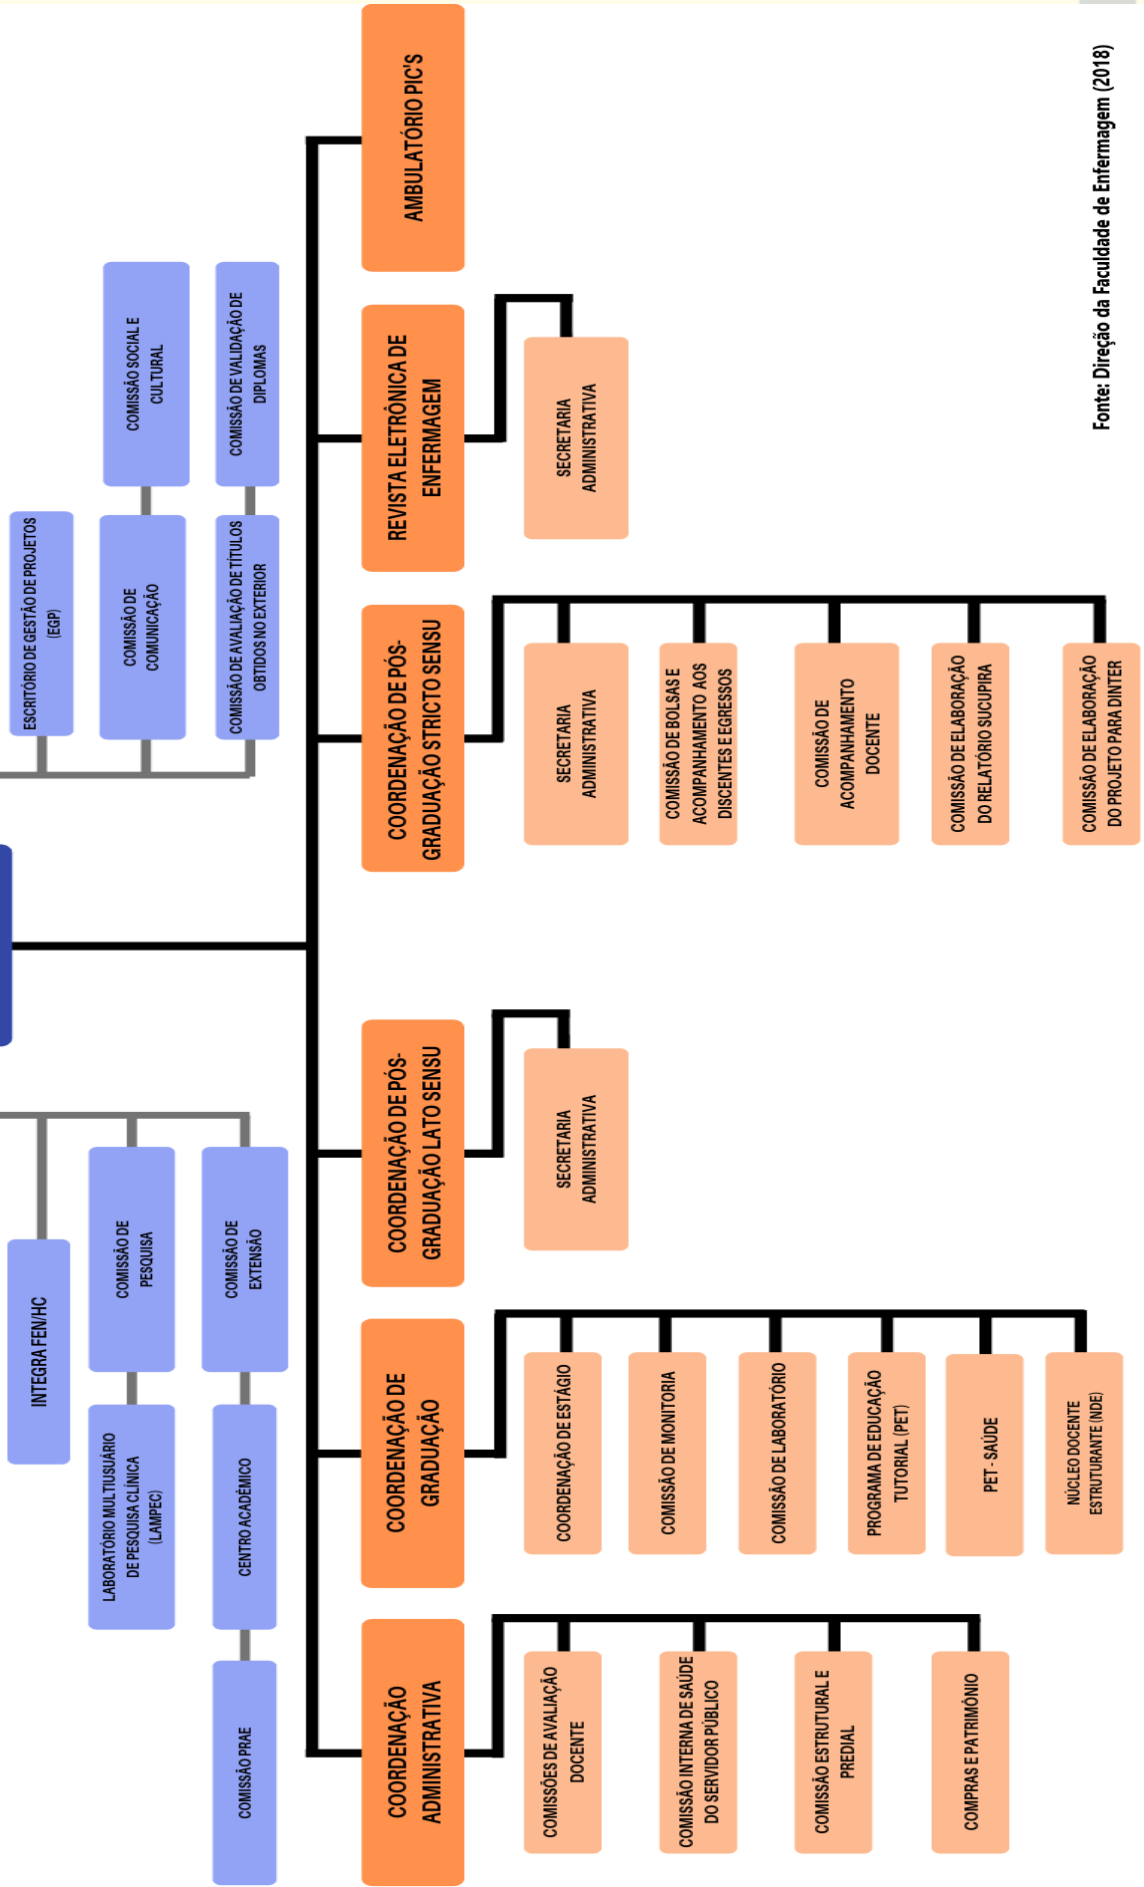 INTEGRA FEN/HC
ESCRITÓRIO DE GESTÃO DE PROJETOS
(EGP)
LABORATÓRIO MULTIUSUÁRIO
DE PESQUISA CLÍNICA
(LAMPEC)
COMISSÃO DE
PESQUISA
COMISSÃO DE
COMUNICAÇÃO
COMISSÃO SOCIAL E
CULTURAL
COMISSÃO PRAE
CENTRO ACADÊMICO
COMISSÃO DE
EXTENSÃO
COMISSÃO DE AVALIAÇÃO DE TÍTULOS
OBTIDOS NO EXTERIOR
COMISSÃO DE VALIDAÇÃO DE
DIPLOMAS
COORDENAÇÃO
ADMINISTRATIVA
COMISSÕES DE AVALIAÇÃO
DOCENTE
COMISSÃO INTERNA DE SAÚDE
DO SERVIDOR PÚBLICO
COMISSÃO ESTRUTURAL E
PREDIAL
COMPRAS E PATRIMÔNIO
COORDENAÇÃO DE
GRADUAÇÃO
COORDENAÇÃO DE ESTÁGIO
COMISSÃO DE MONITORIA
COMISSÃO DE LABORATÓRIO
PROGRAMA DE EDUCAÇÃO
TUTORIAL (PET)
PET - SAÚDE
NÚCLEO DOCENTE
ESTRUTURANTE (NDE)
COORDENAÇÃO DE PÓS-
GRADUAÇÃO LATO SENSU
SECRETARIA
ADMINISTRATIVA
COORDENAÇÃO DE PÓS-
GRADUAÇÃO STRICTO SENSU
SECRETARIA
ADMINISTRATIVA
COMISSÃO DE BOLSAS E
ACOMPANHAMENTO AOS
DISCENTES E EGRESSOS
COMISSÃO DE
ACOMPANHAMENTO
DOCENTE
COMISSÃO DE ELABORAÇÃO
DO RELATÓRIO SUCUPIRA
COMISSÃO DE ELABORAÇÃO
DO PROJETO PARA DINTER
REVISTA ELETRÔNICA DE
ENFERMAGEM
SECRETARIA
ADMINISTRATIVA
AMBULATÓRIO PIC'S
Fonte: Direção da Faculdade de Enfermagem (2018)